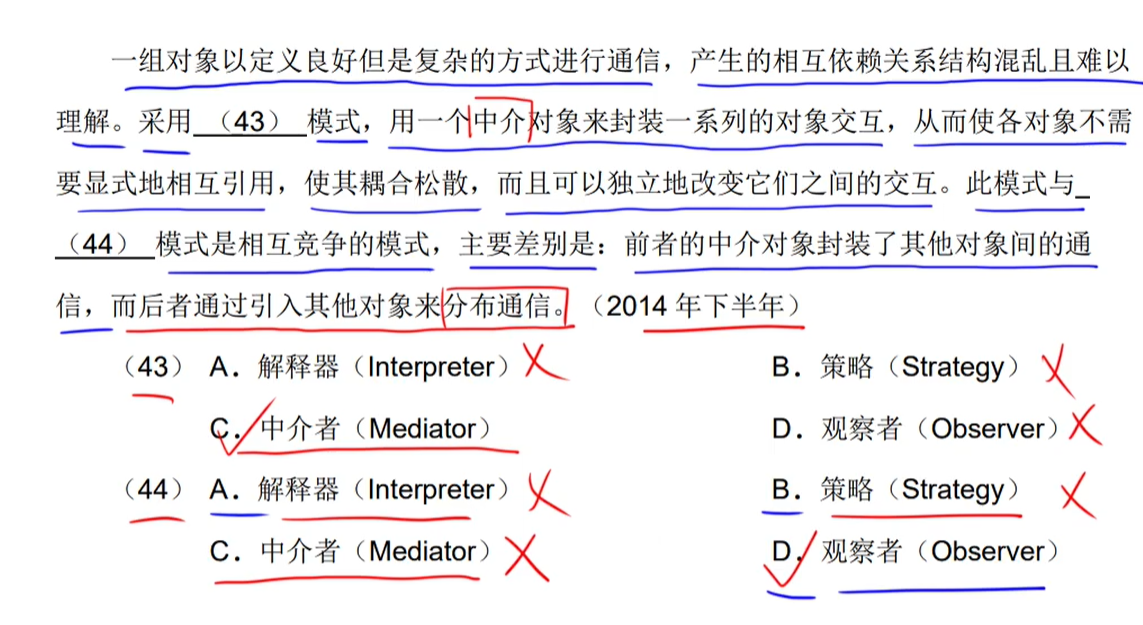 一组对象以定义良好但是复杂的方式进行通信，产生的相互依赖关系结构混乱且难以
理解。采用（43）模式，用一个中介对象来封装一系列的对象交互，从而使各对象不需
要显式地相互引用，使其耦合松散，而且可以独立地改变它们之间的交互。此模式与
（44）模式是相互竞争的模式，主要差别是：前者的中介对象封装了其他对象间的通
信，而后者通过引入其他对象来分布通信。（2014 年下半年）
（43） A．解释器（Interpreter） B．策略（Strategy）
C．中介者（Mediator） D．观察者（Observer）
（44） A．解释器（Interpreter） B．策略（Strategy）
C．中介者（Mediator） D．观察者（Observer）